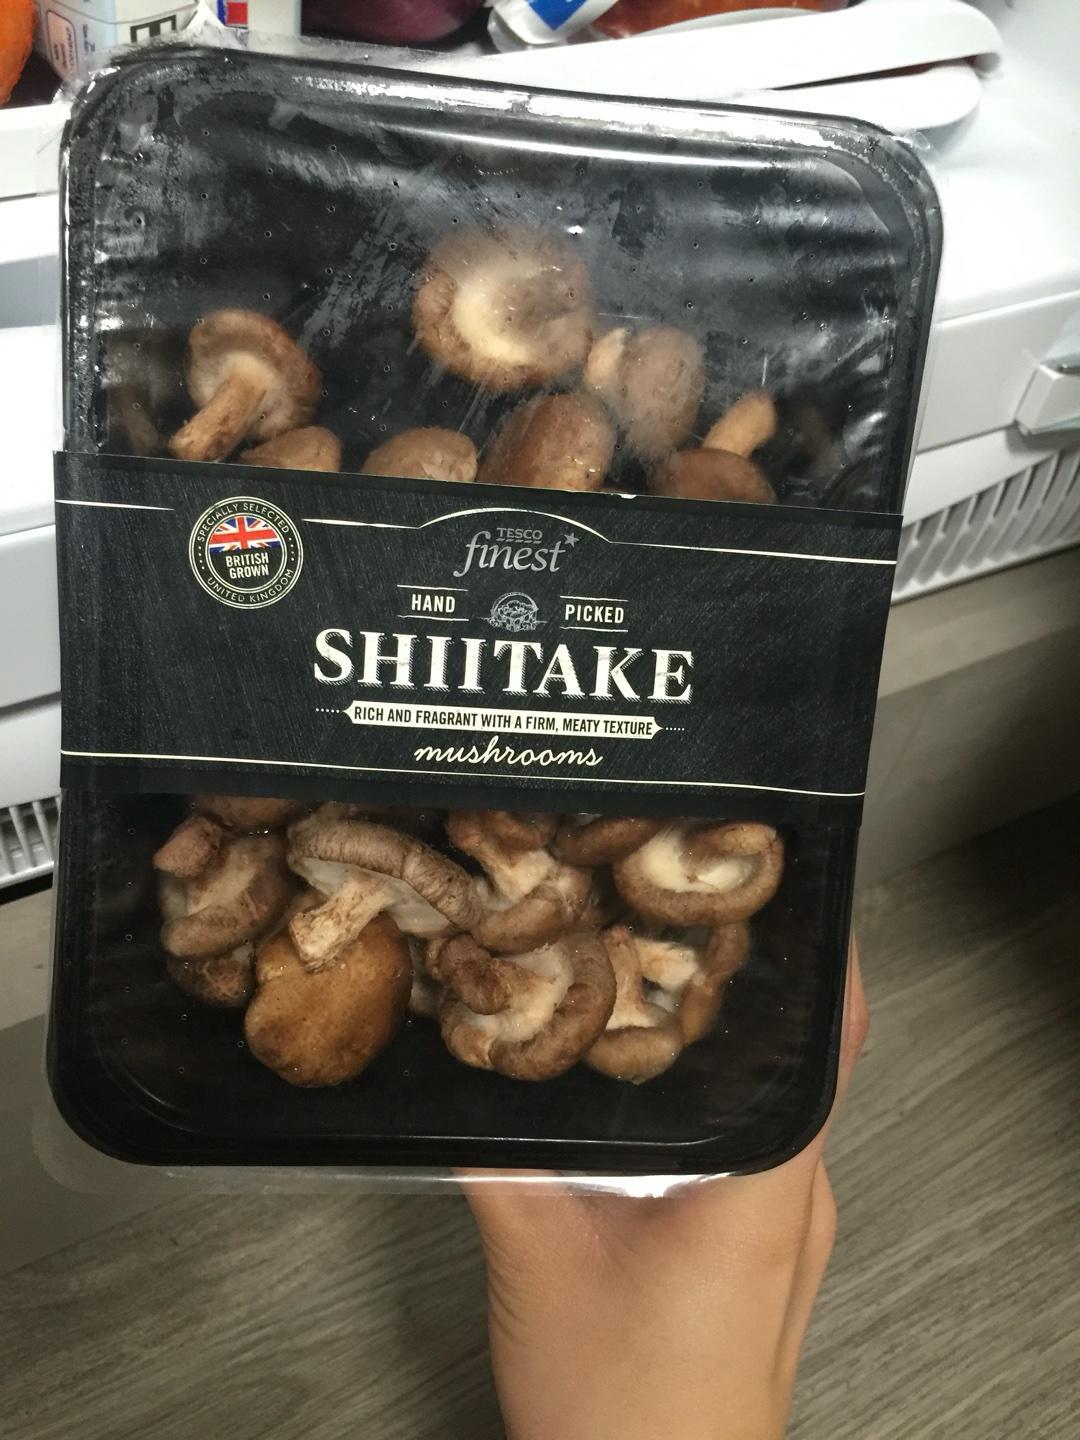 SPECIALLY SELECTED
BRITISH
GROWN
UNITED KINGDOM
TESCO
finest
HAND PICKED
SHIITAKE
RICH AND FRAGRANT WITH A FIRM, MEATY TEXTURE
mushrooms